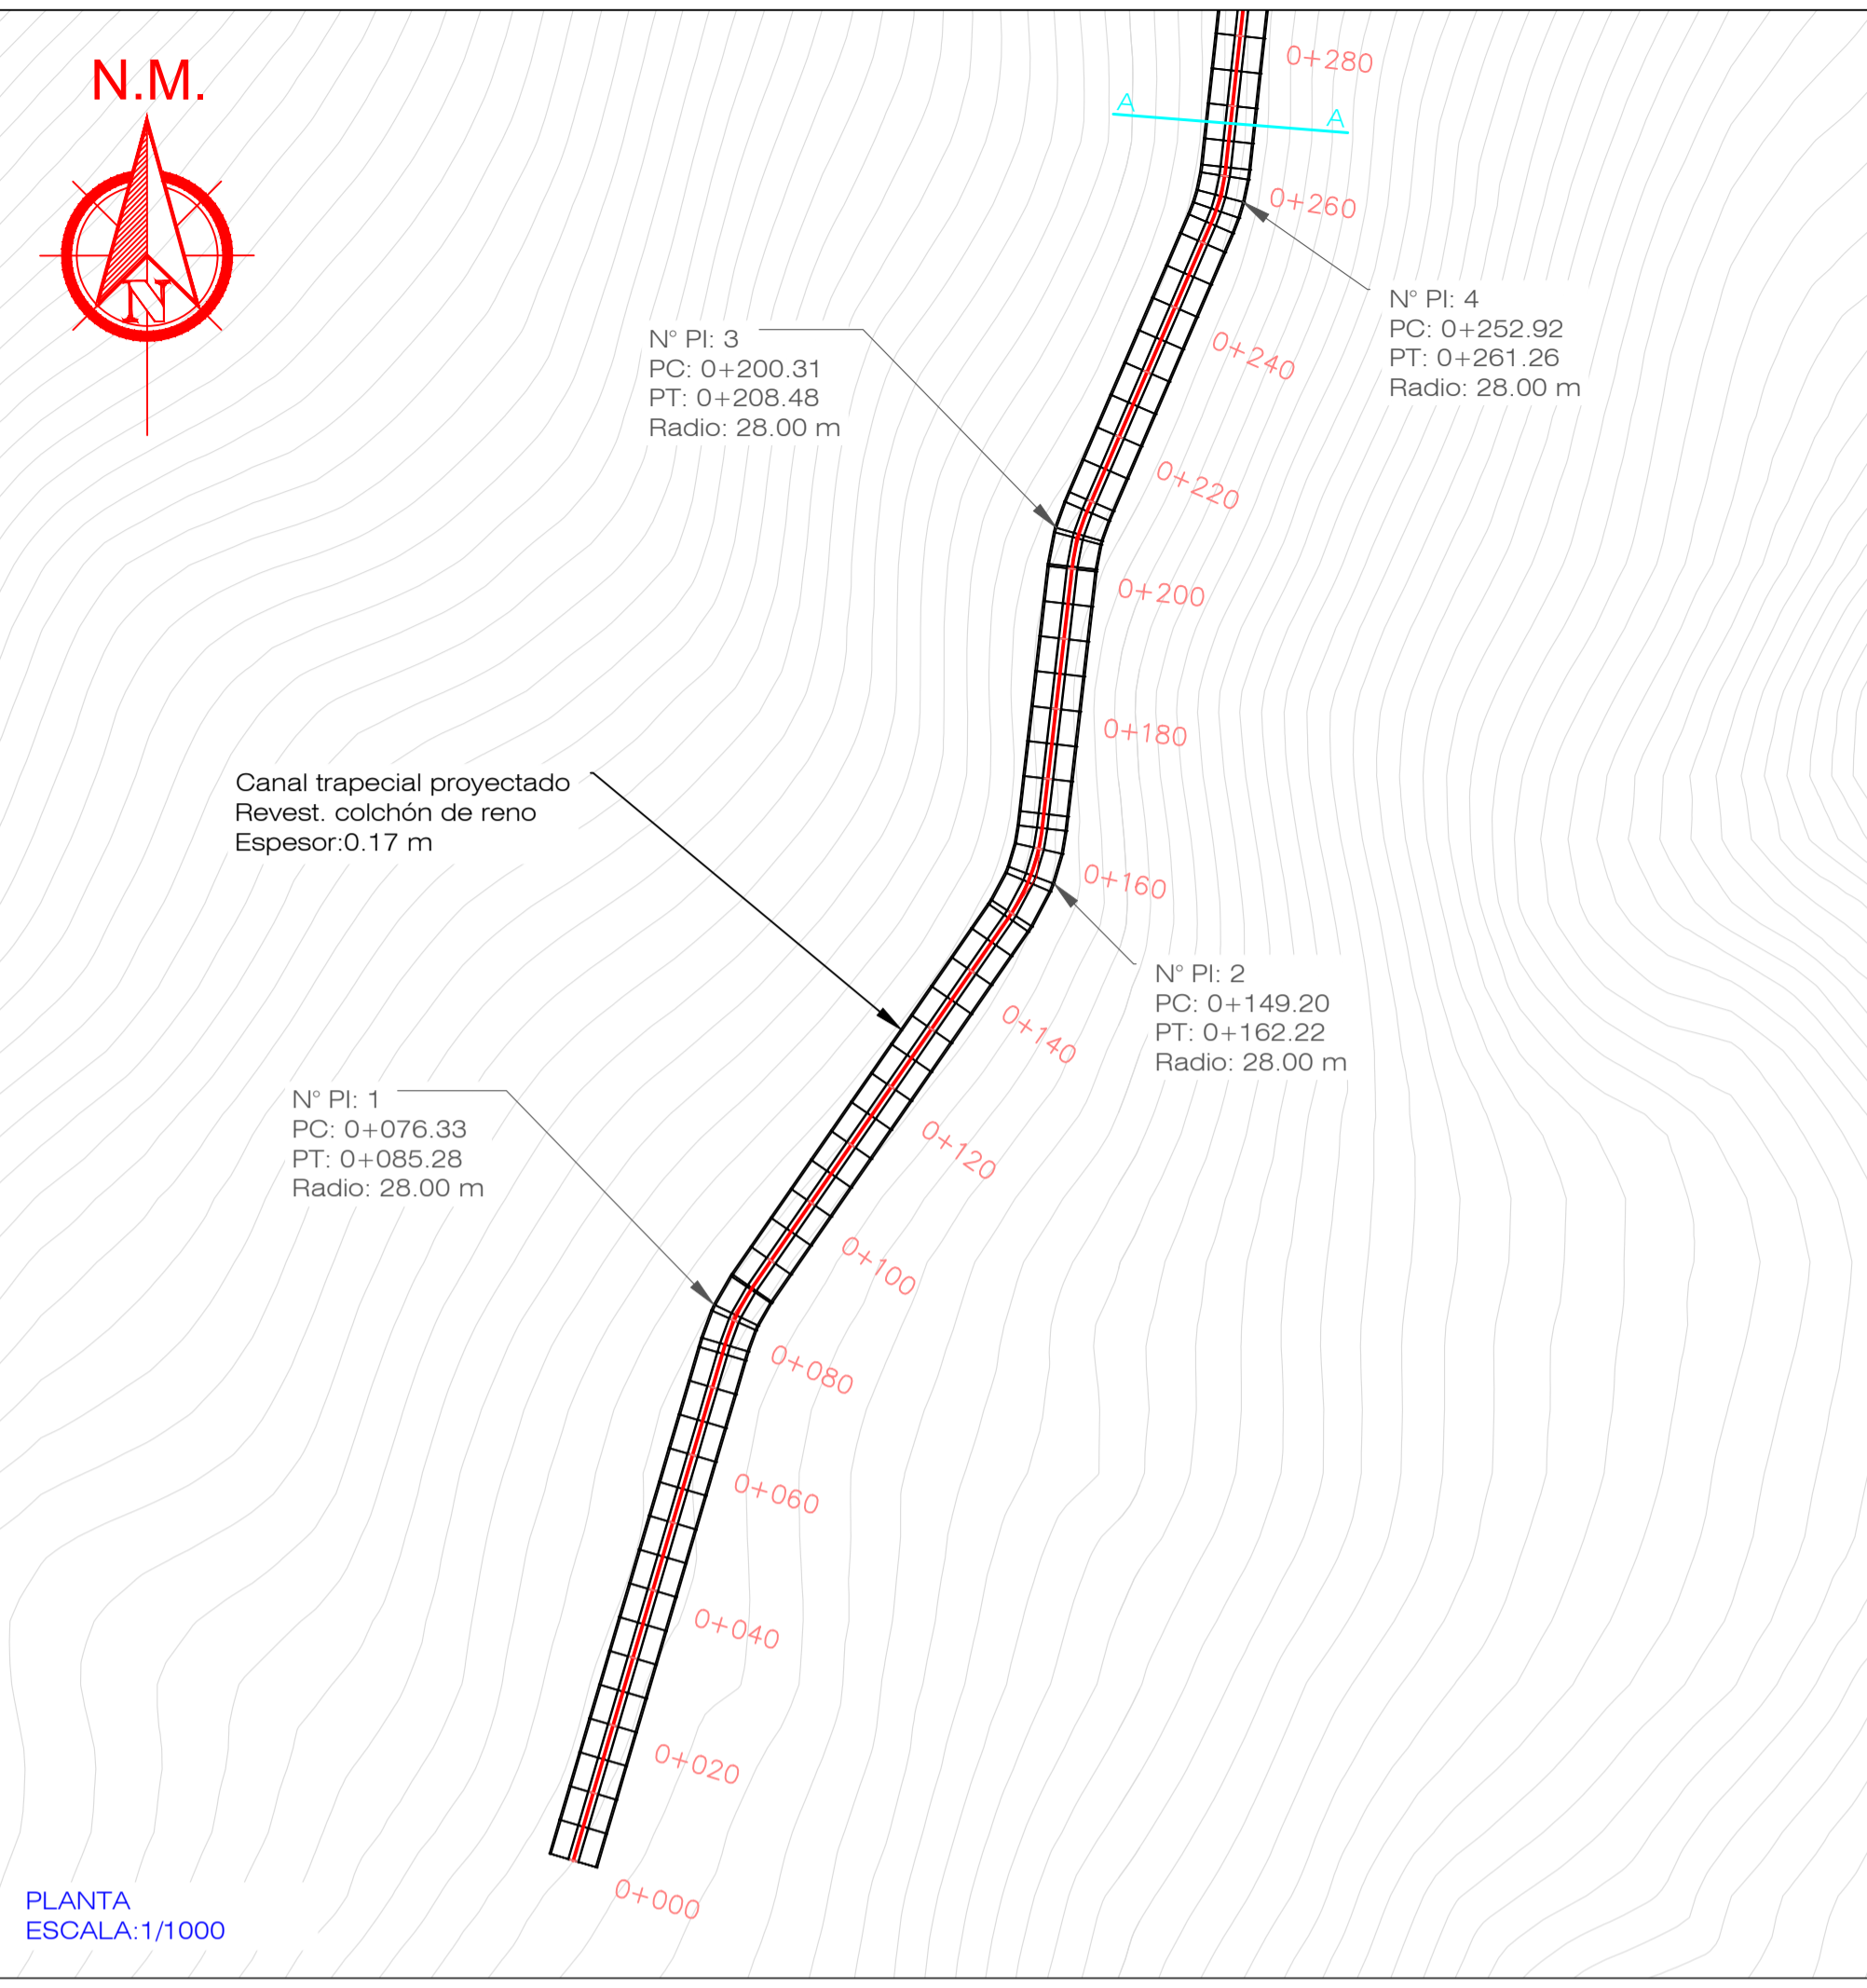 N.M.
N
0+280
A
A
0+260
N° PI: 4
PC: 0+252.92
PT: 0+261.26
Radio: 28.00 m
N° PI: 3
PC: 0+200.31
PT: 0+208.48
Radio: 28.00 m
0+240
0+220
0+200
0+180
Canal trapecial proyectado
Revest. colchón de reno
Espesor:0.17 m
0+160
N° PI: 2
PC: 0+149.20
PT: 0+162.22
Radio: 28.00 m
0+140
N° PI: 1
PC: 0+076.33
PT: 0+085.28
Radio: 28.00 m
0+120
0+100
0+080
0+060
0+040
0+020
0+000
PLANTA
ESCALA:1/1000